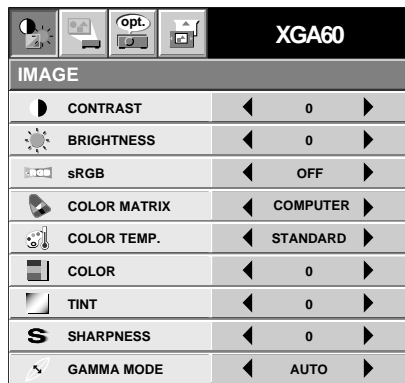 opt. XGA60
IMAGE
CONTRAST 0
BRIGHTNESS 0
sRGB OFF
COLOR MATRIX COMPUTER
COLOR TEMP. STANDARD
COLOR 0
TINT 0
S SHARPNESS 0
GAMMA MODE AUTO